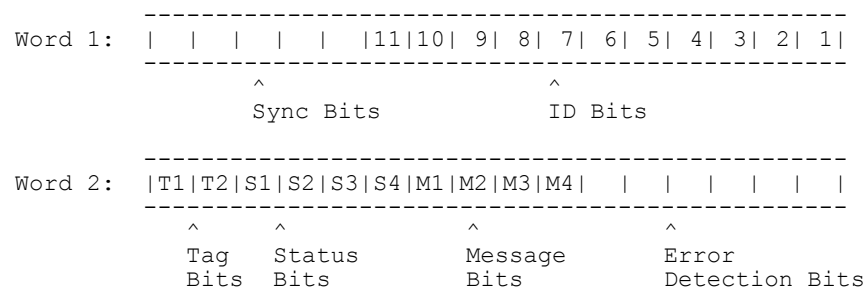 Word 1: | | | | | |11|10| 9| 8| 7| 6| 5| 4| 3| 2| 1|
^ ^
Sync Bits ID Bits
Word 2: |T1|T2|S1|S2|S3|S4|M1|M2|M3|M4| | | | | | |
^ ^ ^ ^
Tag Status Message Error
Bits Bits Bits Detection Bits